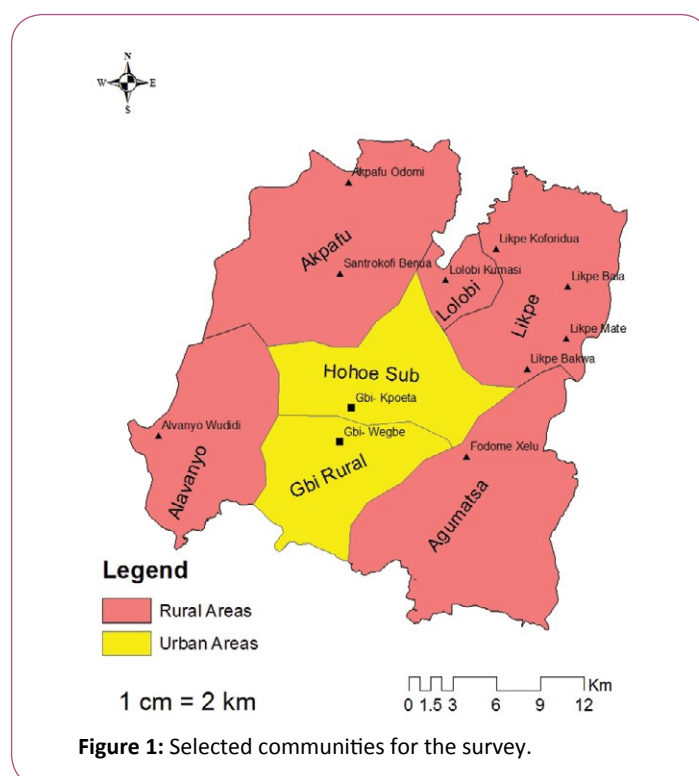 N
W E
S
Akpafu Odomi
Akpafu
Santrokofi Benua
Likpe Koforidua
Lolobi Kumasi
Lolobi
Likpe Bala
Likpe
Likpe Mate
Likpe Bakwa
Hohoe Sub
Gbi- Kpoeta
Alvanyo Wudidi
Gbi- Wegbe
Fodome Xelu
Alavanyo
Gbi Rural
Agumatsa
Legend
Rural Areas
Urban Areas
1 cm = 2 km
Km
0 1.5 3 6 9 12
Figure 1: Selected communities for the survey.